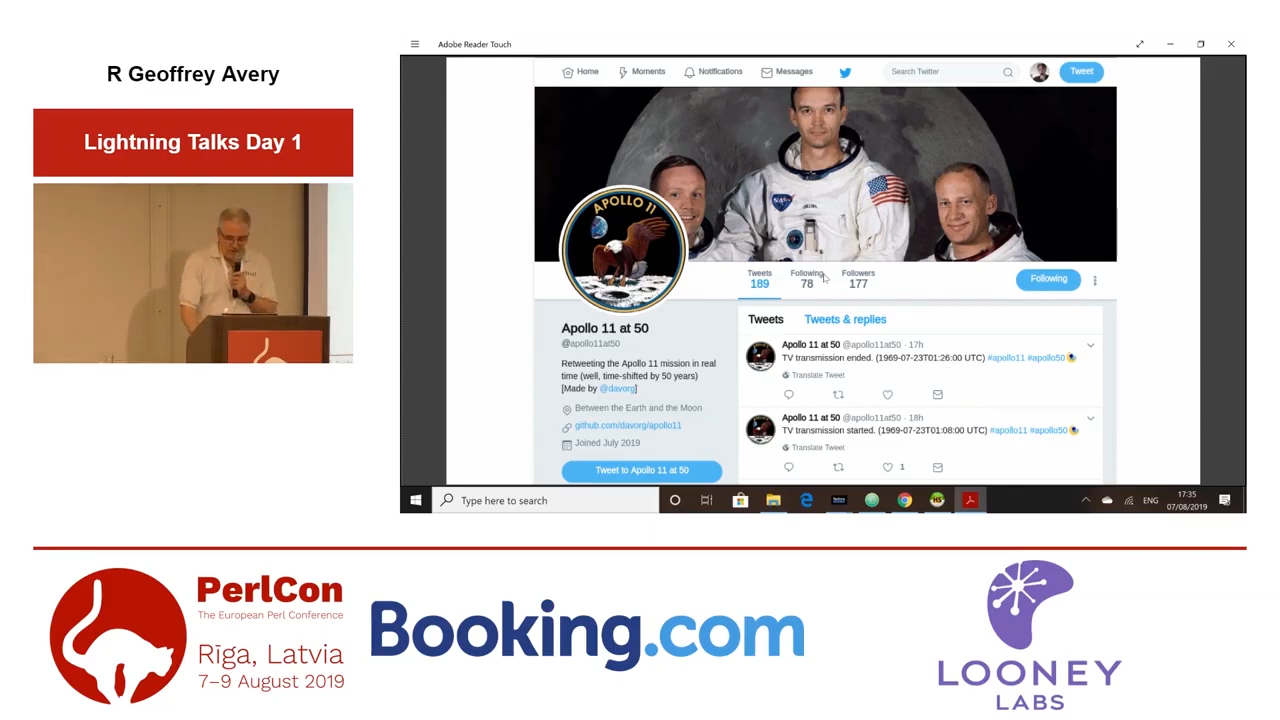 R Geoffrey Avery
Lightning Talks Day 1
Adobe Reader Touch
Home
Moments
Notifications
Messages
Search Twitter
Tweet
APOLLO 11
NASA
Tweets
189
Following
78
Followers
177
Following
Apollo 11 at 50
@apollo11at50
Retweeting the Apollo 11 mission in real
time (well, time-shifted by 50 years)
[Made by @davorg]
Between the Earth and the Moon
github.com/davorg/apollo11
Joined July 2019
Tweet to Apollo 11 at 50
Tweets Tweets & replies
Apollo 11 at 50 @apollo11at50 · 17h
TV transmission ended. (1969-07-23T01:26:00 UTC) #apollo11 #apollo50
Translate Tweet
Apollo 11 at 50 @apollo11at50 · 18h
TV transmission started. (1969-07-23T01:08:00 UTC) #apollo11 #apollo50
Translate Tweet
1
Type here to search
ENG
17:35
07/08/2019
PerlCon
The European Perl Conference
Rīga, Latvia
7–9 August 2019
Booking.com
LOONEY
LABS